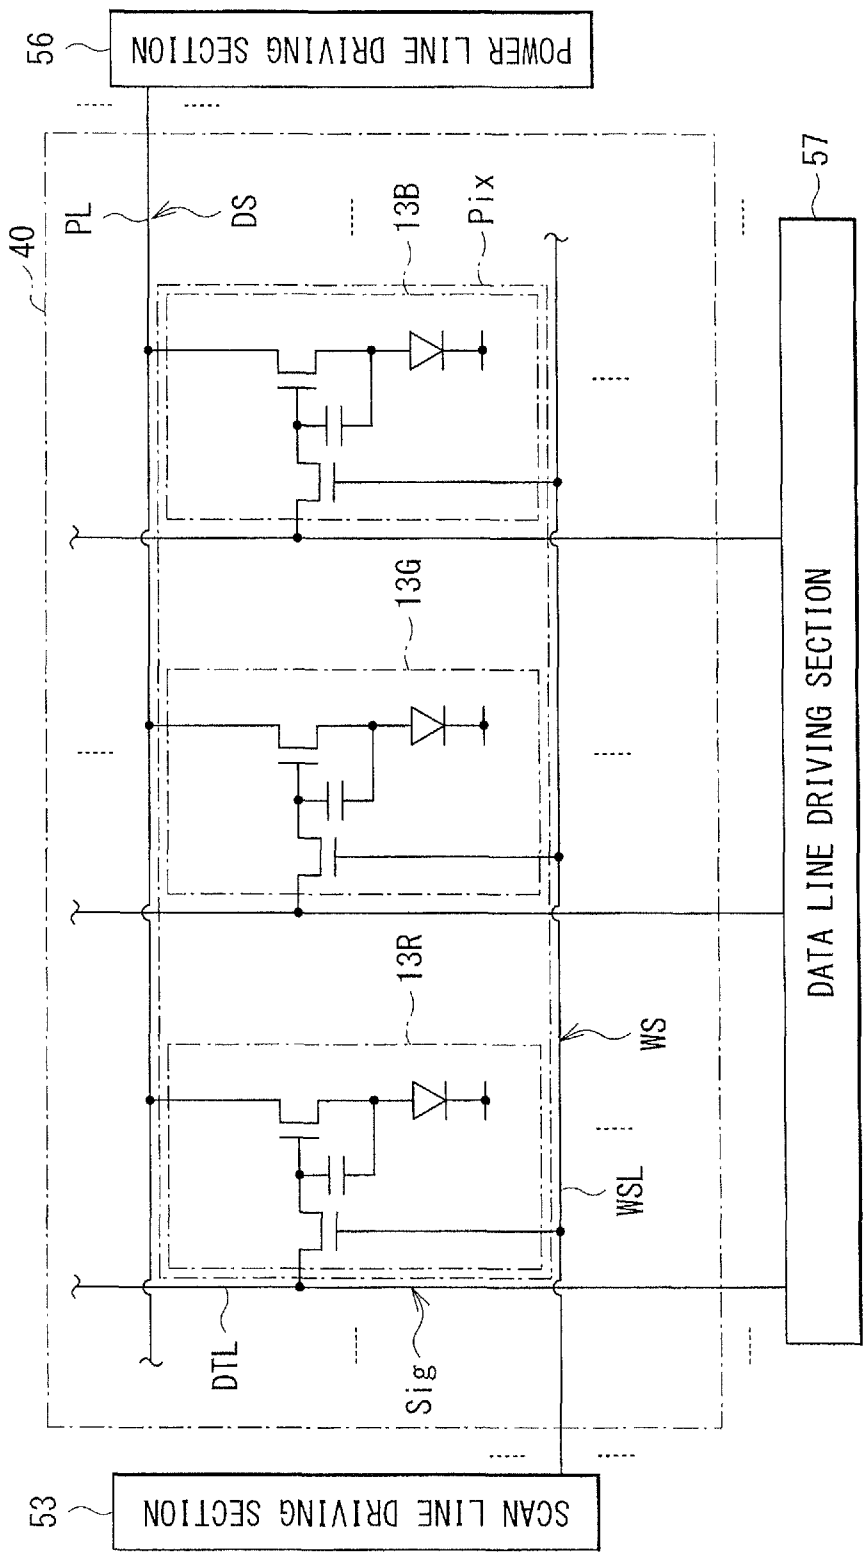 56
POWER LINE DRIVING SECTION
40
PL
DS
13B
Pix
57
13G
DATA LINE DRIVING SECTION
13R
WS
WSL
DTL
Sig
53
SCAN LINE DRIVING SECTION